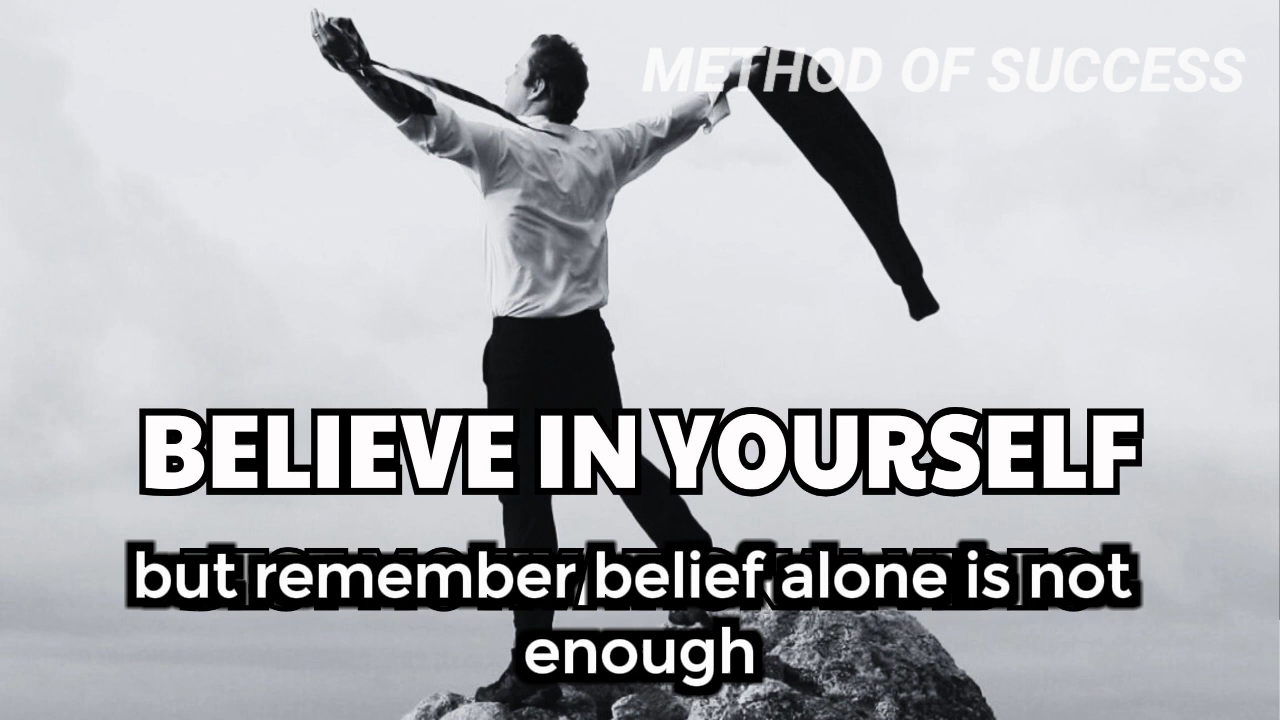 METHOD OF SUCCESS
BELIEVE IN YOURSELF
but remember belief alone is not
enough